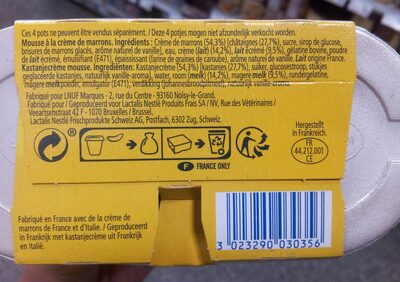 Ces 4 pots ne peuvent être vendus séparément. / Deze 4 potjes mogen niet afzonderlijk verkocht worden.
Mousse à la crème de marrons. Ingrédients : Crème de marrons (54,3%) [châtaignes (27,7%), sucre, sirop de glucose,
brisures de marrons glacés, arôme naturel de vanille], eau, crème (lait) (14,2%), lait écrémé (9,5%), gélatine bovine, poudre
de lait écrémé, émulsifiant (E471), épaississant (farine de graines de caroube), arôme naturel de vanille. Lait origine France.
Kastanjecrème mousse. Ingrediënten: Kastanjecrème (54,3%) [kastanjes (27,7%), suiker, glucosestroop, stukjes
geglaceerde kastanjes, natuurlijk vanille-aroma], water, room (melk) (14,2%), magere melk (9,5%), rundergelatine,
magere melkpoeder, emulgator (E471), verdikking (johannesbroodpitmeel), natuurlijk vanille-aroma.
Fabriqué pour LNUF Marques - 2, rue du Centre - 93160 Noisy-le-Grand.
Fabriqué par / Geproduceerd voor Lactalis Nestlé Produits Frais SA / NV, Rue des Vétérinaires /
Veeartsenstraat 42 F - 1070 Bruxelles / Brussel.
Lactalis Nestlé Frischprodukte Schweiz AG, Postfach, 6302 Zug, Schweiz.
Hergestellt
in Frankreich.
FR
44.212.001
CE
F FRANCE ONLY
Fabriqué en France avec de la crème de
marrons de France et d'Italie. / Geproduceerd
in Frankrijk met kastanjecrème uit Frankrijk
en Italië.
3 023290 030356